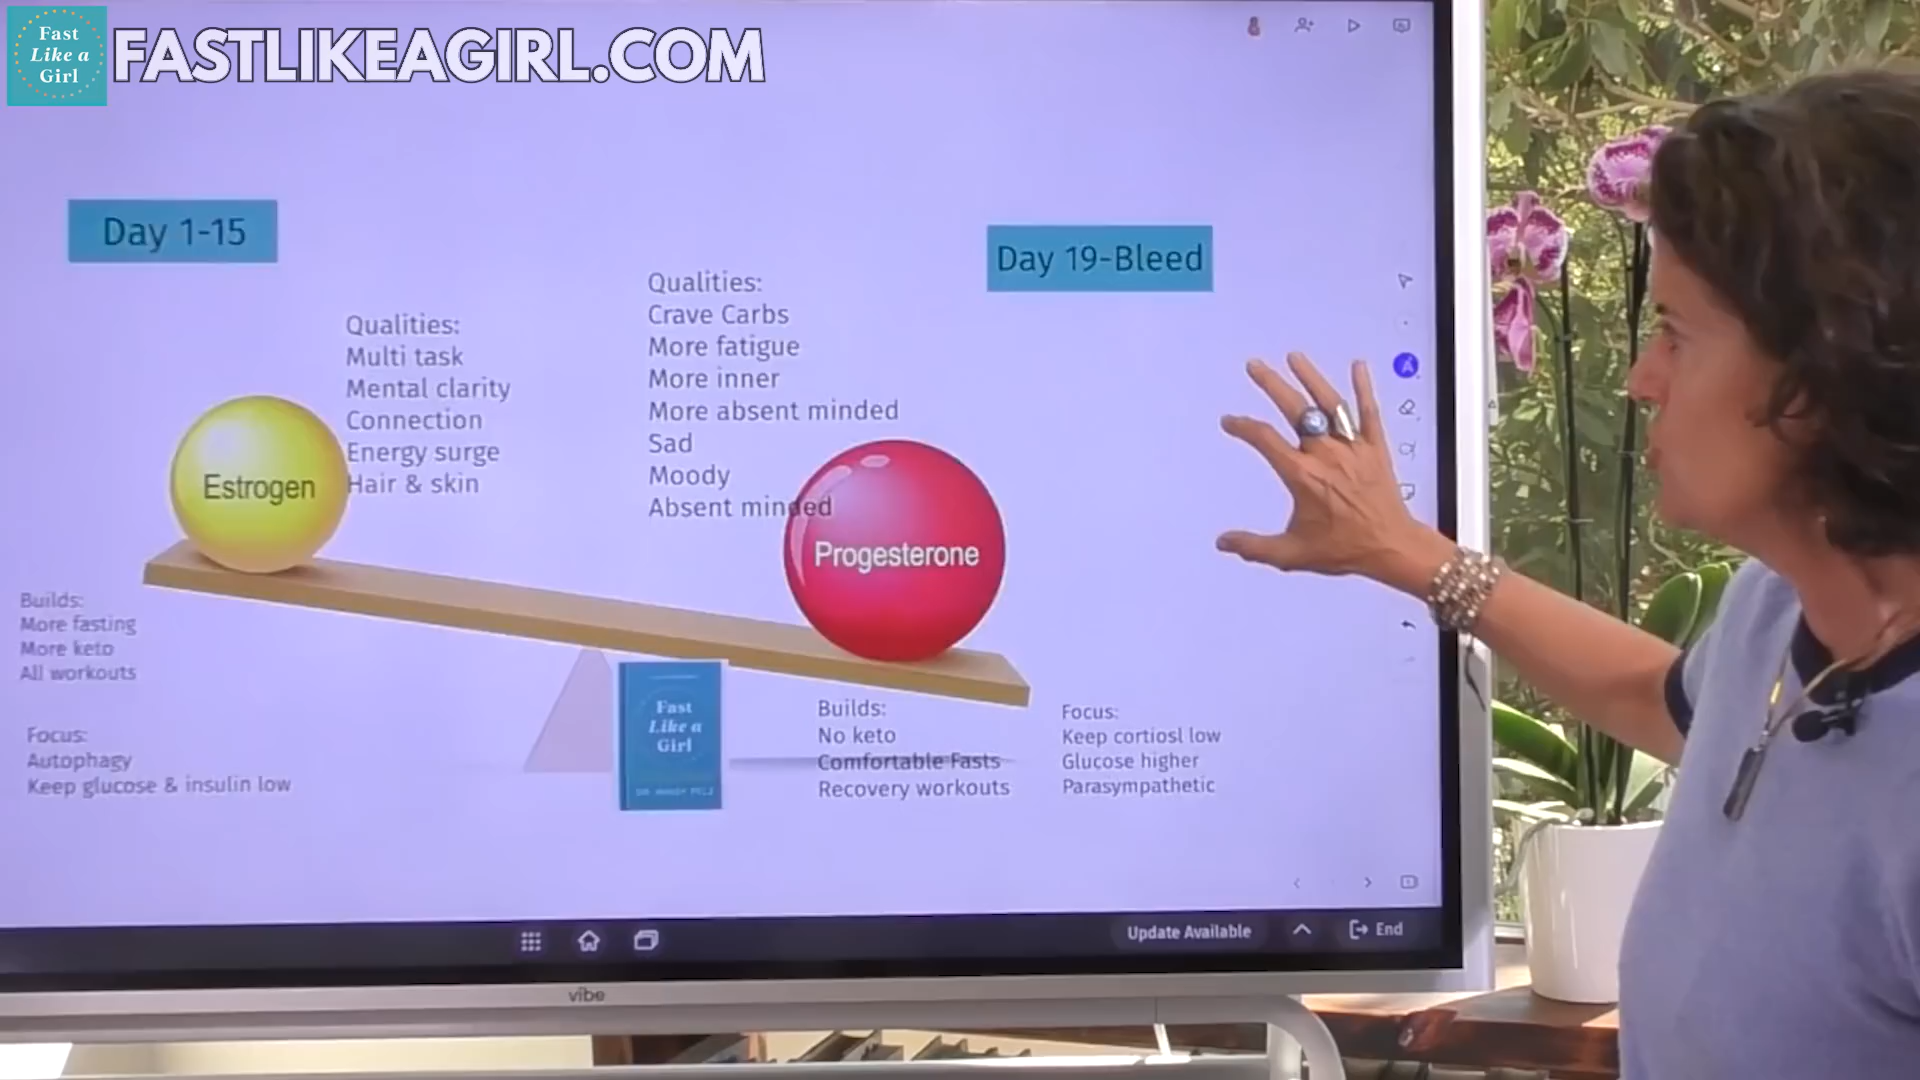 Fast
Like a
Girl
FASTLIKEAGIRL.COM
Day 1-15
Day 19-Bleed
Qualities:
Multi task
Mental clarity
Connection
Energy surge
Hair & skin
Qualities:
Crave Carbs
More fatigue
More inner
More absent minded
Sad
Moody
Absent minded
Estrogen
Progesterone
Builds:
More fasting
More keto
All workouts
Focus:
Autophagy
Keep glucose & insulin low
Fast
Like a
Girl
DR. MINDY PELZ
Builds:
No keto
Comfortable Fasts
Recovery workouts
Focus:
Keep cortiosl low
Glucose higher
Parasympathetic
Update Available
End
vibe